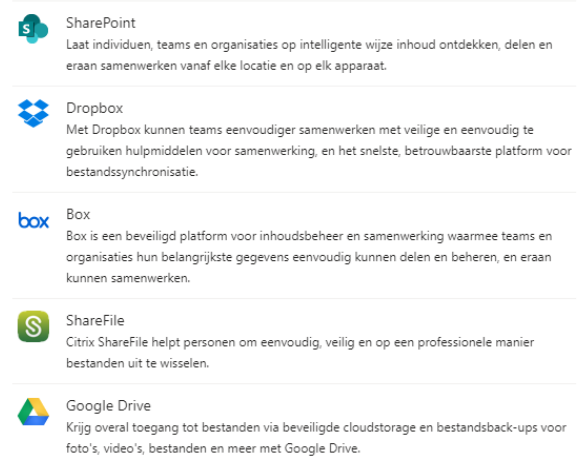 SharePoint
Laat individuen, teams en organisaties op intelligente wijze inhoud ontdekken, delen en
eraan samenwerken vanaf elke locatie en op elk apparaat.
Dropbox
Met Dropbox kunnen teams eenvoudiger samenwerken met veilige en eenvoudig te
gebruiken hulpmiddelen voor samenwerking, en het snelste, betrouwbaarste platform voor
bestandssynchronisatie.
box
Box
Box is een beveiligd platform voor inhoudsbeheer en samenwerking waarmee teams en
organisaties hun belangrijkste gegevens eenvoudig kunnen delen en beheren, en eraan
kunnen samenwerken.
ShareFile
Citrix ShareFile helpt personen om eenvoudig, veilig en op een professionele manier
bestanden uit te wisselen.
Google Drive
Krijg overal toegang tot bestanden via beveiligde cloudstorage en bestandsback-ups voor
foto's, video's, bestanden en meer met Google Drive.